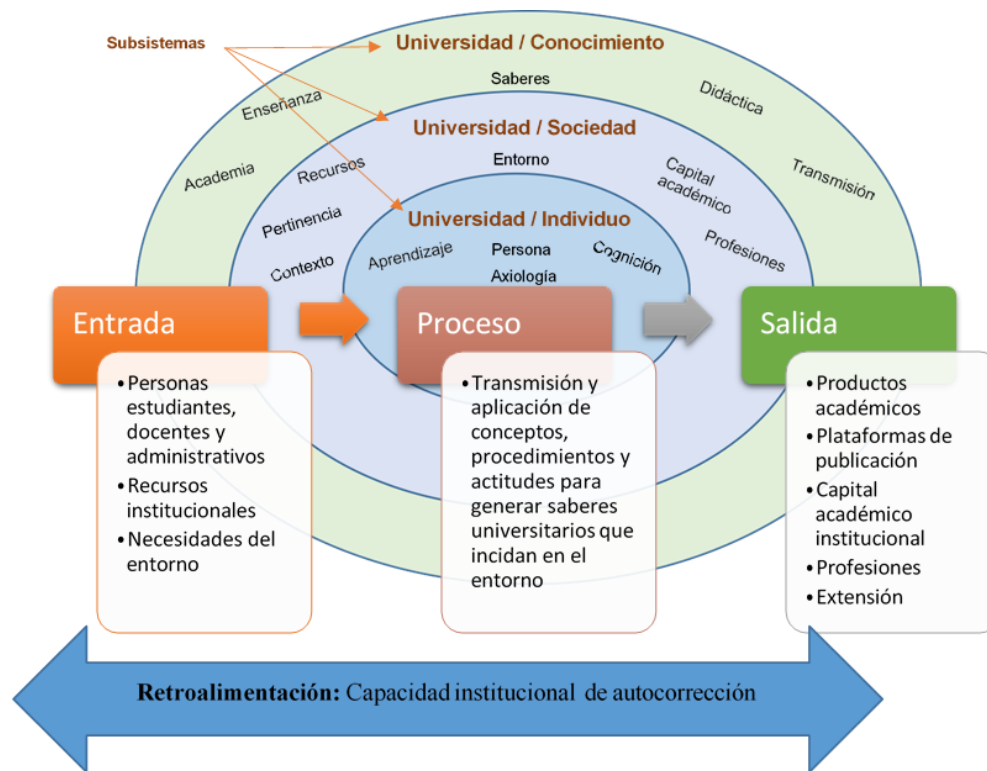 Subsistemas
Universidad / Conocimiento
Saberes
Enseñanza
Didáctica
Academia
Transmisión
Universidad / Sociedad
Entorno
Recursos
Capital
académico
Pertinencia
Profesiones
Contexto
Universidad / Individuo
Aprendizaje
Persona
Cognición
Axiología
Entrada
•Personas
estudiantes,
docentes y
administrativos
•Recursos
institucionales
•Necesidades del
entorno
Proceso
•Transmisión y
aplicación de
conceptos,
procedimientos y
actitudes para
generar saberes
universitarios que
incidan en el
entorno
Salida
•Productos
académicos
•Plataformas de
publicación
•Capital
académico
institucional
•Profesiones
•Extensión
Retroalimentación: Capacidad institucional de autocorrección